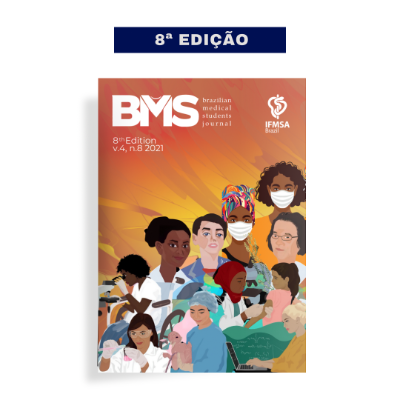 8ª EDIÇÃO
BMS
brazilian
medical
students
journal
IFMSA
Brazil
8th Edition
v.4, n.8 2021